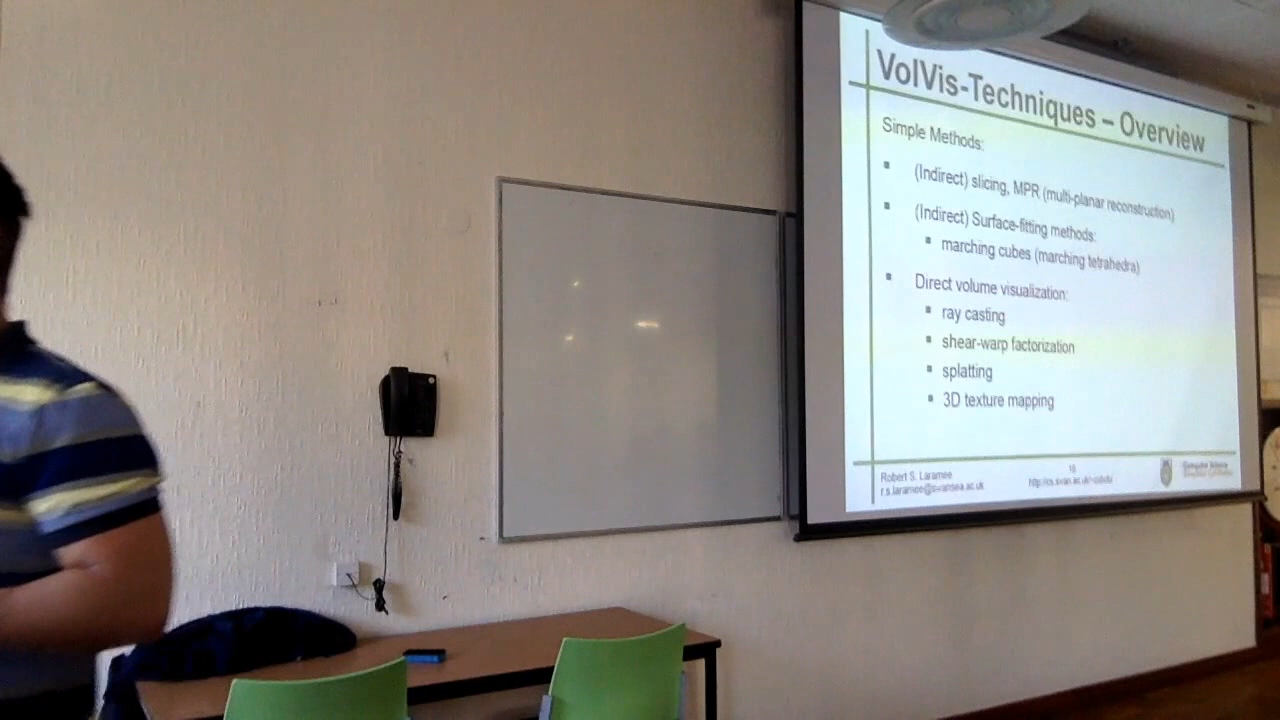 VolVis-Techniques – Overview
Simple Methods:
(Indirect) slicing, MPR (multi-planar reconstruction)
(Indirect) Surface-fitting methods:
marching cubes (marching tetrahedra)
Direct volume visualization:
ray casting
shear-warp factorization
splatting
3D texture mapping
Robert S. Laramee
r.s.laramee@swansea.ac.uk
Computer Science